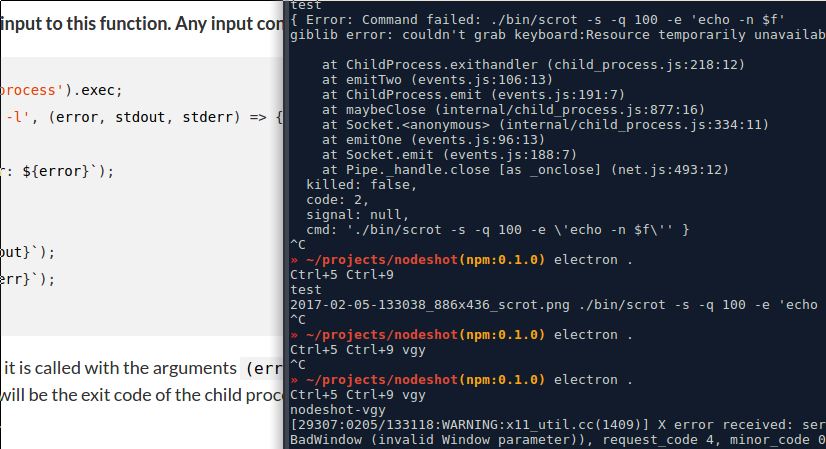 input to this function. Any input con
process').exec;
-l', (error, stdout, stderr) => {
r: ${error}`);
out}`);
err}`);
it is called with the arguments (err
will be the exit code of the child proc
test
{ Error: Command failed: ./bin/scrot -s -q 100 -e 'echo -n $f'
giblib error: couldn't grab keyboard:Resource temporarily unavailab
at ChildProcess.exithandler (child_process.js:218:12)
at emitTwo (events.js:106:13)
at ChildProcess.emit (events.js:191:7)
at maybeClose (internal/child_process.js:877:16)
at Socket.<anonymous> (internal/child_process.js:334:11)
at emitOne (events.js:96:13)
at Socket.emit (events.js:188:7)
at Pipe._handle.close [as _onclose] (net.js:493:12)
killed: false,
code: 2,
signal: null,
cmd: './bin/scrot -s -q 100 -e \'echo -n $f\'' }
^C
» ~/projects/nodeshot(npm:0.1.0) electron .
Ctrl+5 Ctrl+9
test
2017-02-05-133038_886x436_scrot.png ./bin/scrot -s -q 100 -e 'echo
^C
» ~/projects/nodeshot(npm:0.1.0) electron .
Ctrl+5 Ctrl+9 vgy
^C
» ~/projects/nodeshot(npm:0.1.0) electron .
Ctrl+5 Ctrl+9 vgy
nodeshot-vgy
[29307:0205/133118:WARNING:x11_util.cc(1409)] X error received: ser
BadWindow (invalid Window parameter)), request_code 4, minor_code 0